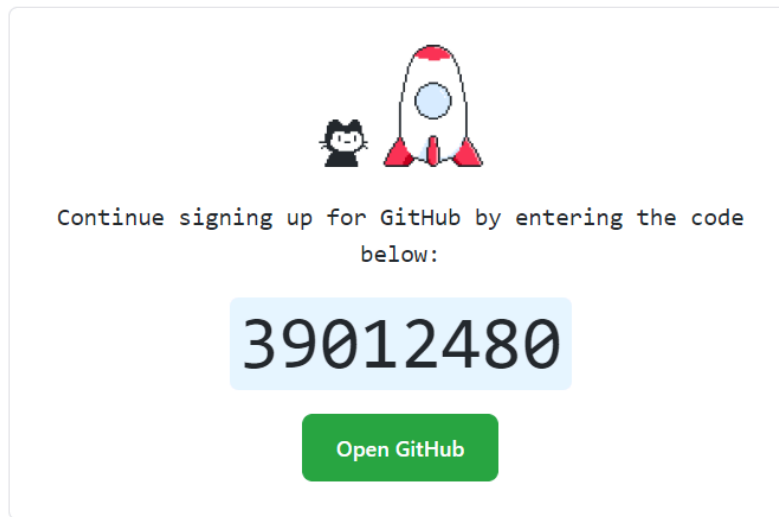 Continue signing up for GitHub by entering the code
below:
39012480
Open GitHub